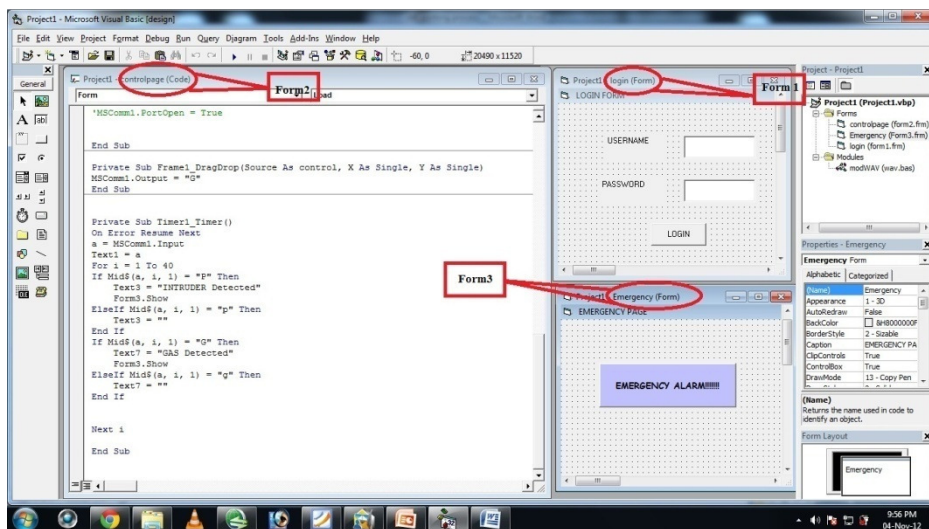 Project1 - Microsoft Visual Basic [design]
File Edit View Project Format Debug Run Query Diagram Tools Add-Ins Window Help
-60, 0
20490 x 11520
General
Project1 - controlpage (Code)
Form2
Form
Load
'MSComm1.PortOpen = True
End Sub
Private Sub Frame1_DragDrop(Source As control, X As Single, Y As Single)
MSComm1.Output = "G"
End Sub
Private Sub Timer1_Timer()
On Error Resume Next
a = MSComm1.Input
Text1 = a
For i = 1 To 40
If Mid$(a, i, 1) = "P" Then
Text3 = "INTRUDER Detected"
Form3.Show
ElseIf Mid$(a, i, 1) = "p" Then
Text3 = ""
End If
If Mid$(a, i, 1) = "G" Then
Text7 = "GAS Detected"
Form3.Show
ElseIf Mid$(a, i, 1) = "g" Then
Text7 = ""
End If
Next i
End Sub
Project1 - login (Form)
Form 1
LOGIN FORM
USERNAME
PASSWORD
LOGIN
Form3
Project1 - Emergency (Form)
EMERGENCY PAGE
EMERGENCY ALARM!!!!!!!
Project - Project1
Project1 (Project1.vbp)
Forms
controlpage (form2.frm)
Emergency (Form3.frm)
login (form1.frm)
Modules
modWAV (wav.bas)
Properties - Emergency
Emergency Form
Alphabetic Categorized
(Name) Emergency
Appearance 1 - 3D
AutoRedraw False
BackColor &H8000000F
BorderStyle 2 - Sizable
Caption EMERGENCY PA
ClipControls True
ControlBox True
DrawMode 13 - Copy Pen
(Name)
Returns the name used in code to
identify an object.
Form Layout
Emergency
9:56 PM
04-Nov-12